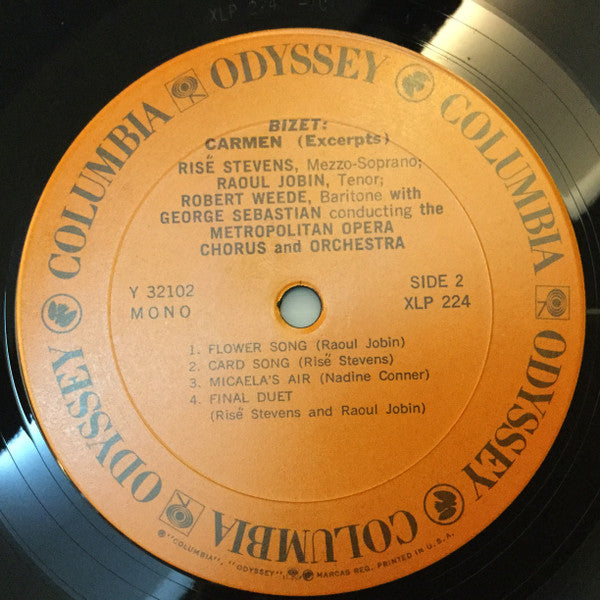 ODYSSEY
COLUMBIA
ODYSSEY
COLUMBIA
ODYSSEY
COLUMBIA
BIZET:
CARMEN (Excerpts)
RISË STEVENS, Mezzo-Soprano;
RAOUL JOBIN, Tenor;
ROBERT WEEDE, Baritone with
GEORGE SEBASTIAN conducting the
METROPOLITAN OPERA
CHORUS and ORCHESTRA
Y 32102
MONO
SIDE 2
XLP 224
1. FLOWER SONG (Raoul Jobin)
2. CARD SONG (Risë Stevens)
3. MICAELA'S AIR (Nadine Conner)
4. FINAL DUET
(Risë Stevens and Raoul Jobin)
"COLUMBIA", "ODYSSEY", MARCAS REG. PRINTED IN U.S.A.